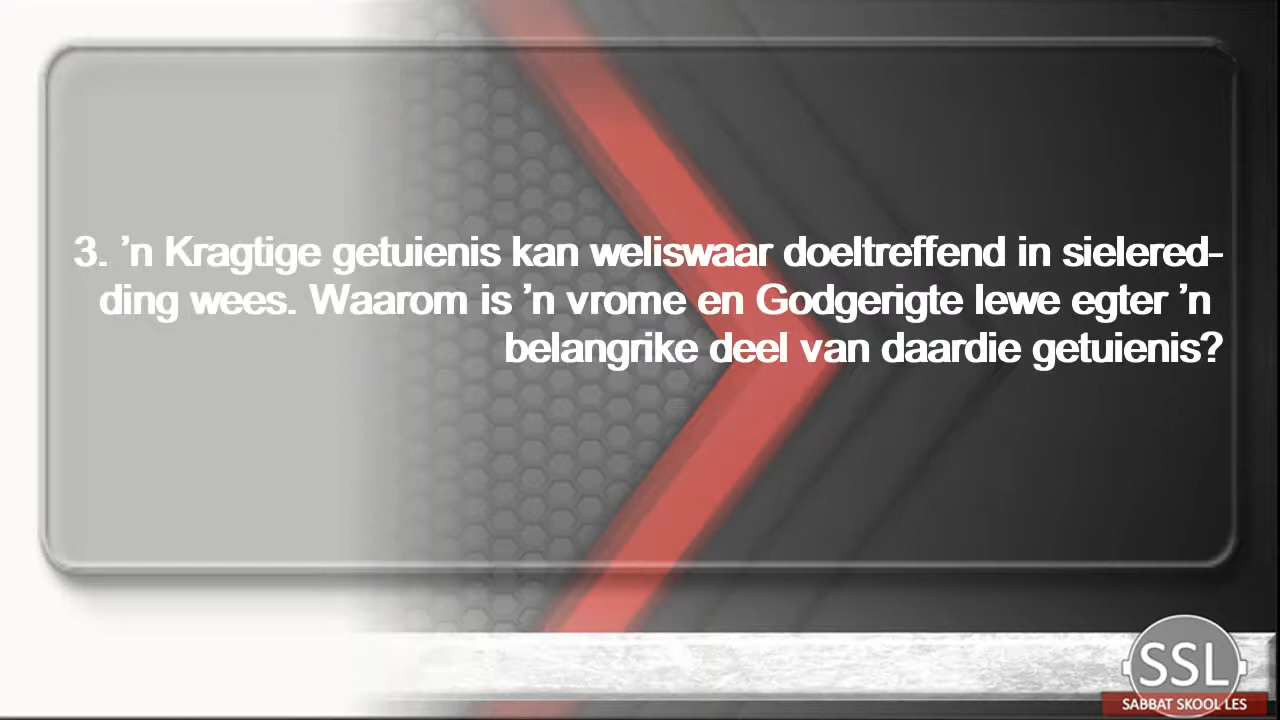 3. ’n Kragtige getuienis kan weliswaar doeltreffend in sielered-
ding wees. Waarom is ’n vrome en Godgerigte lewe egter ’n
belangrike deel van daardie getuienis?
SSL
SABBAT SKOOL LES